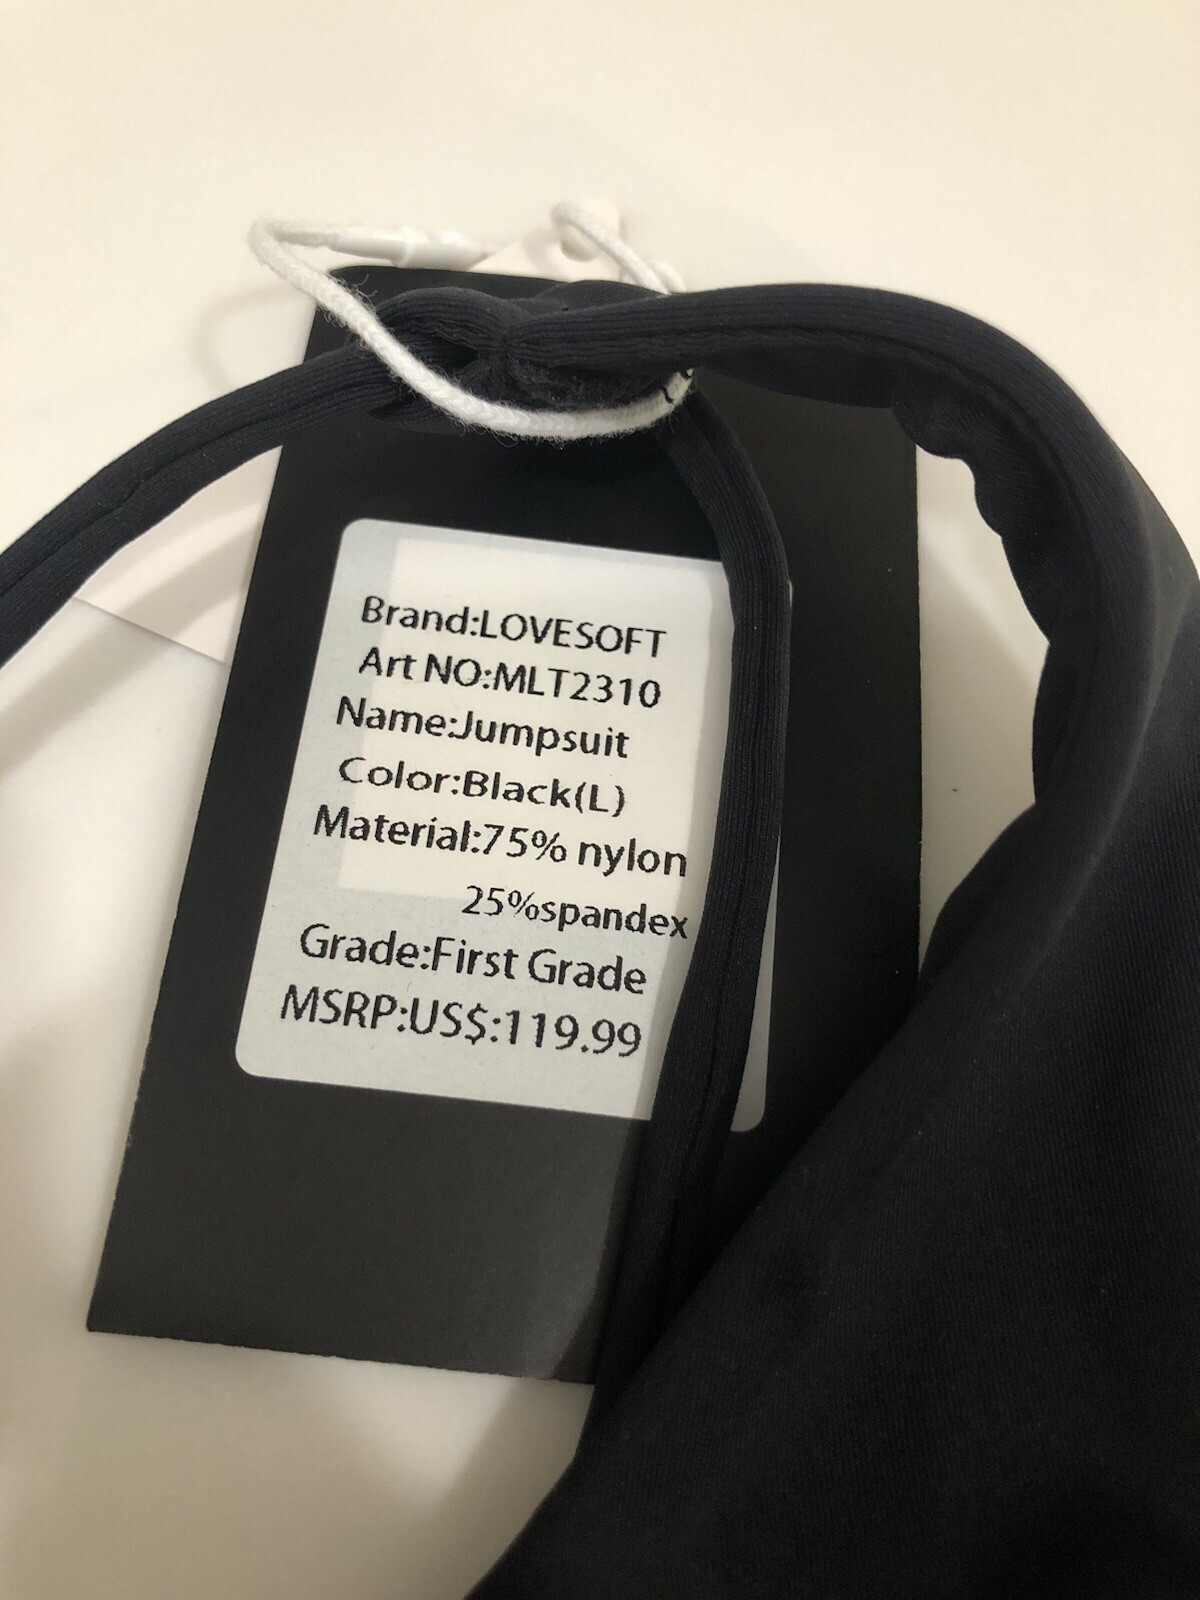 Brand:LOVESOFT
Art NO:MLT2310
Name:Jumpsuit
Color:Black(L)
Material:75% nylon
25%spandex
Grade:First Grade
MSRP:US$:119.99